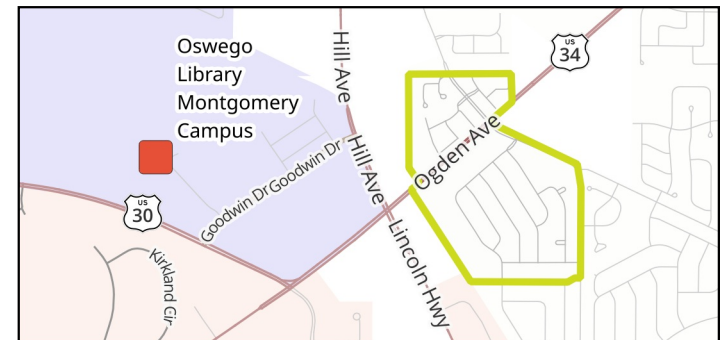 Oswego
Library
Montgomery
Campus
Hill Ave
US
34
Ogden Ave
Goodwin Dr
Goodwin Dr
Hill Ave
US
30
Kirkland Cir
Lincoln Hwy